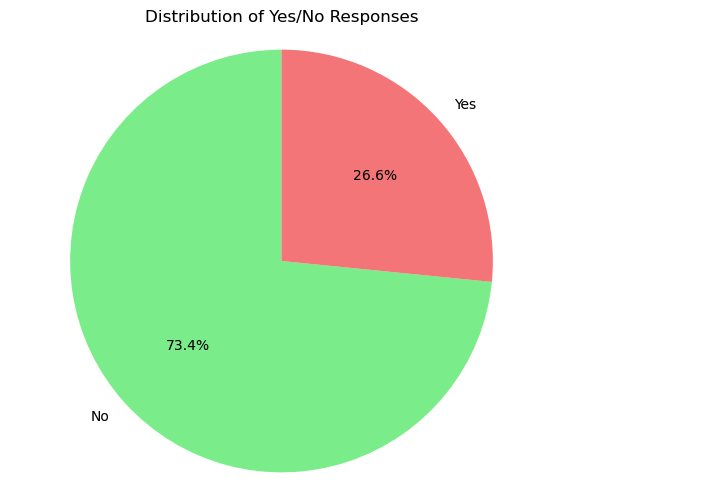 Distribution of Yes/No Responses
Yes
26.6%
73.4%
No